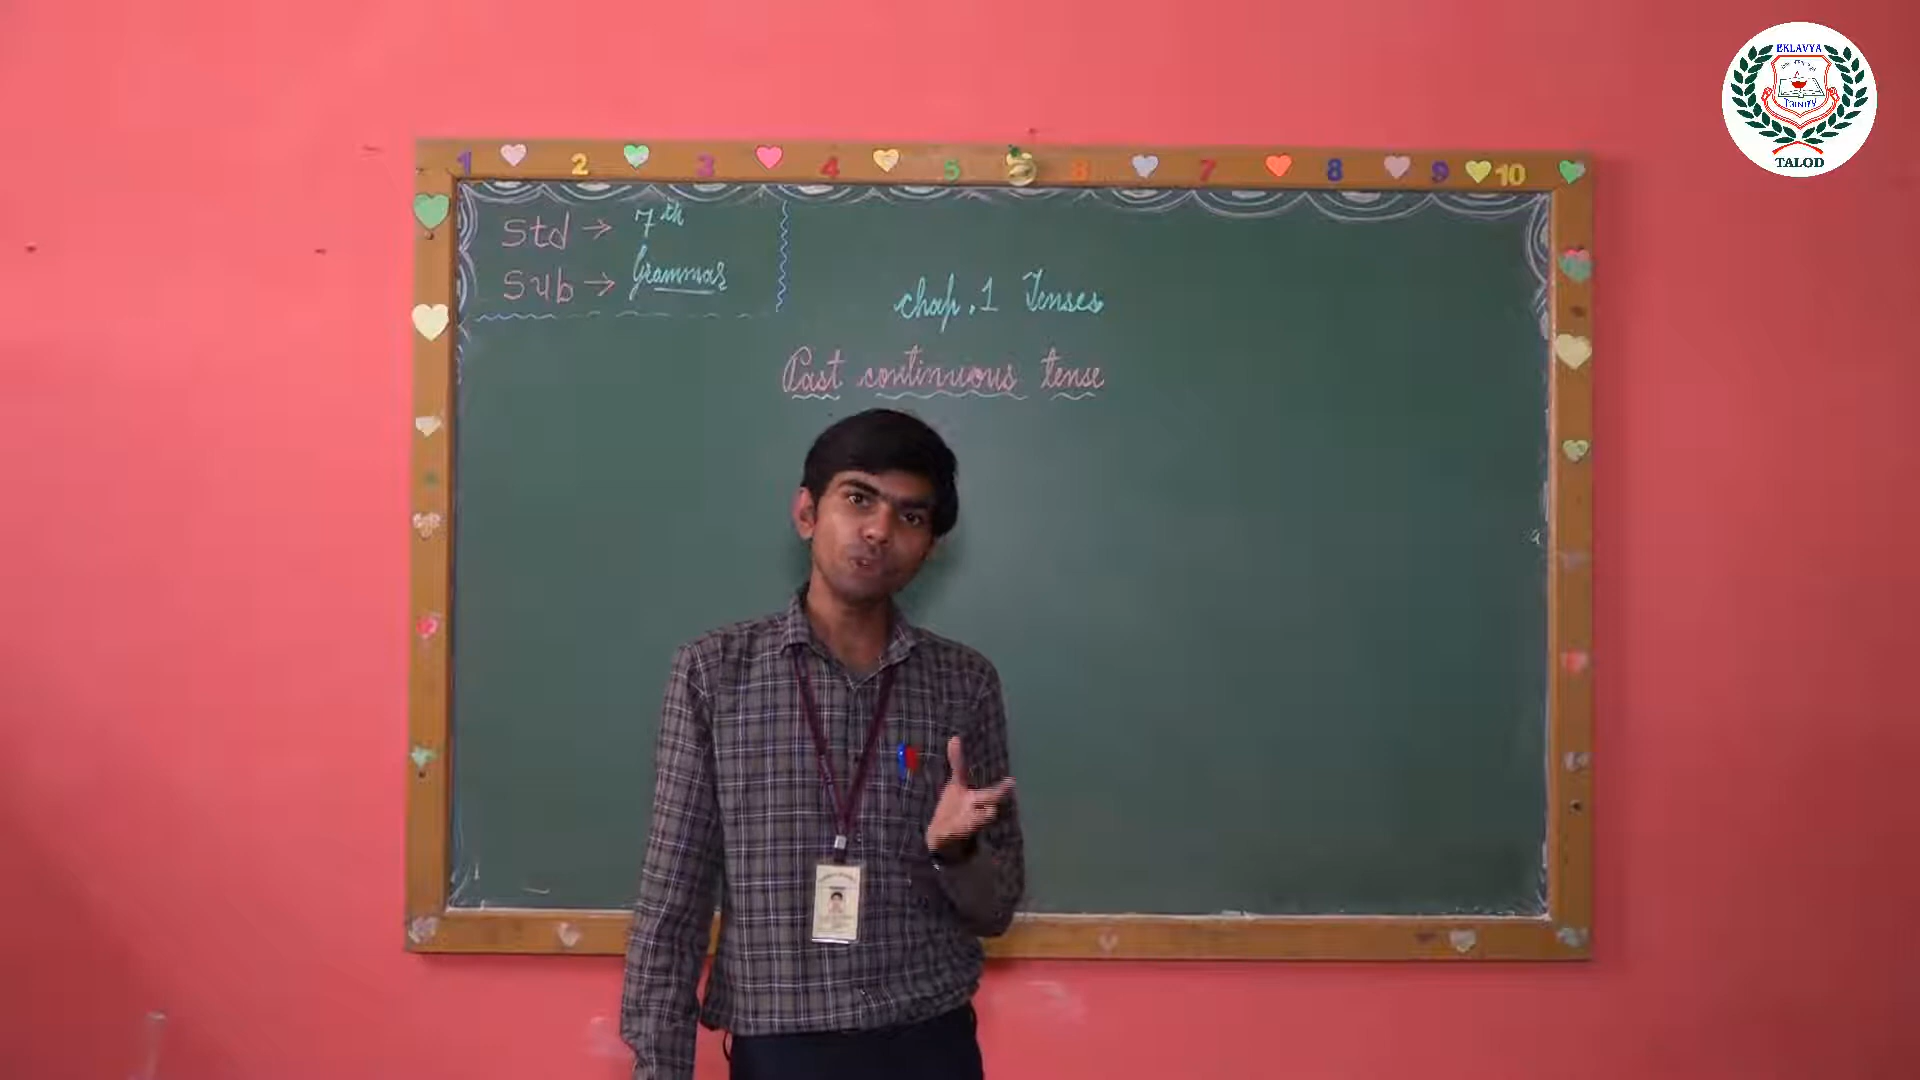 EKLAVYA
Trinity
TALOD
1 2 3 4 5 8 7 8 9 10
Std → 7th
Sub → Grammar
Chap. 1 Tenses
Past continuous tense